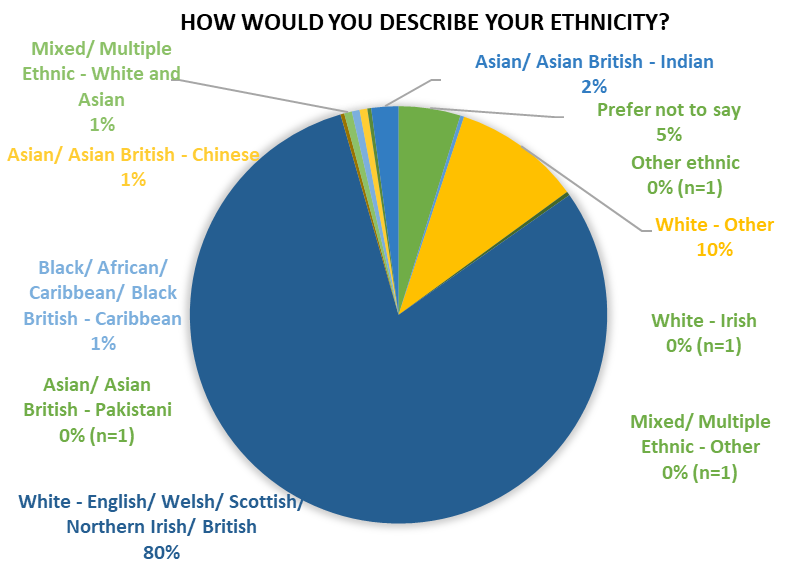 HOW WOULD YOU DESCRIBE YOUR ETHNICITY?
Mixed/ Multiple
Ethnic - White and
Asian
1%
Asian/ Asian British - Indian
2%
Prefer not to say
5%
Other ethnic
0% (n=1)
Asian/ Asian British - Chinese
1%
White - Other
10%
Black/ African/
Caribbean/ Black
British - Caribbean
1%
White - Irish
0% (n=1)
Asian/ Asian
British - Pakistani
0% (n=1)
Mixed/ Multiple
Ethnic - Other
0% (n=1)
White - English/ Welsh/ Scottish/
Northern Irish/ British
80%